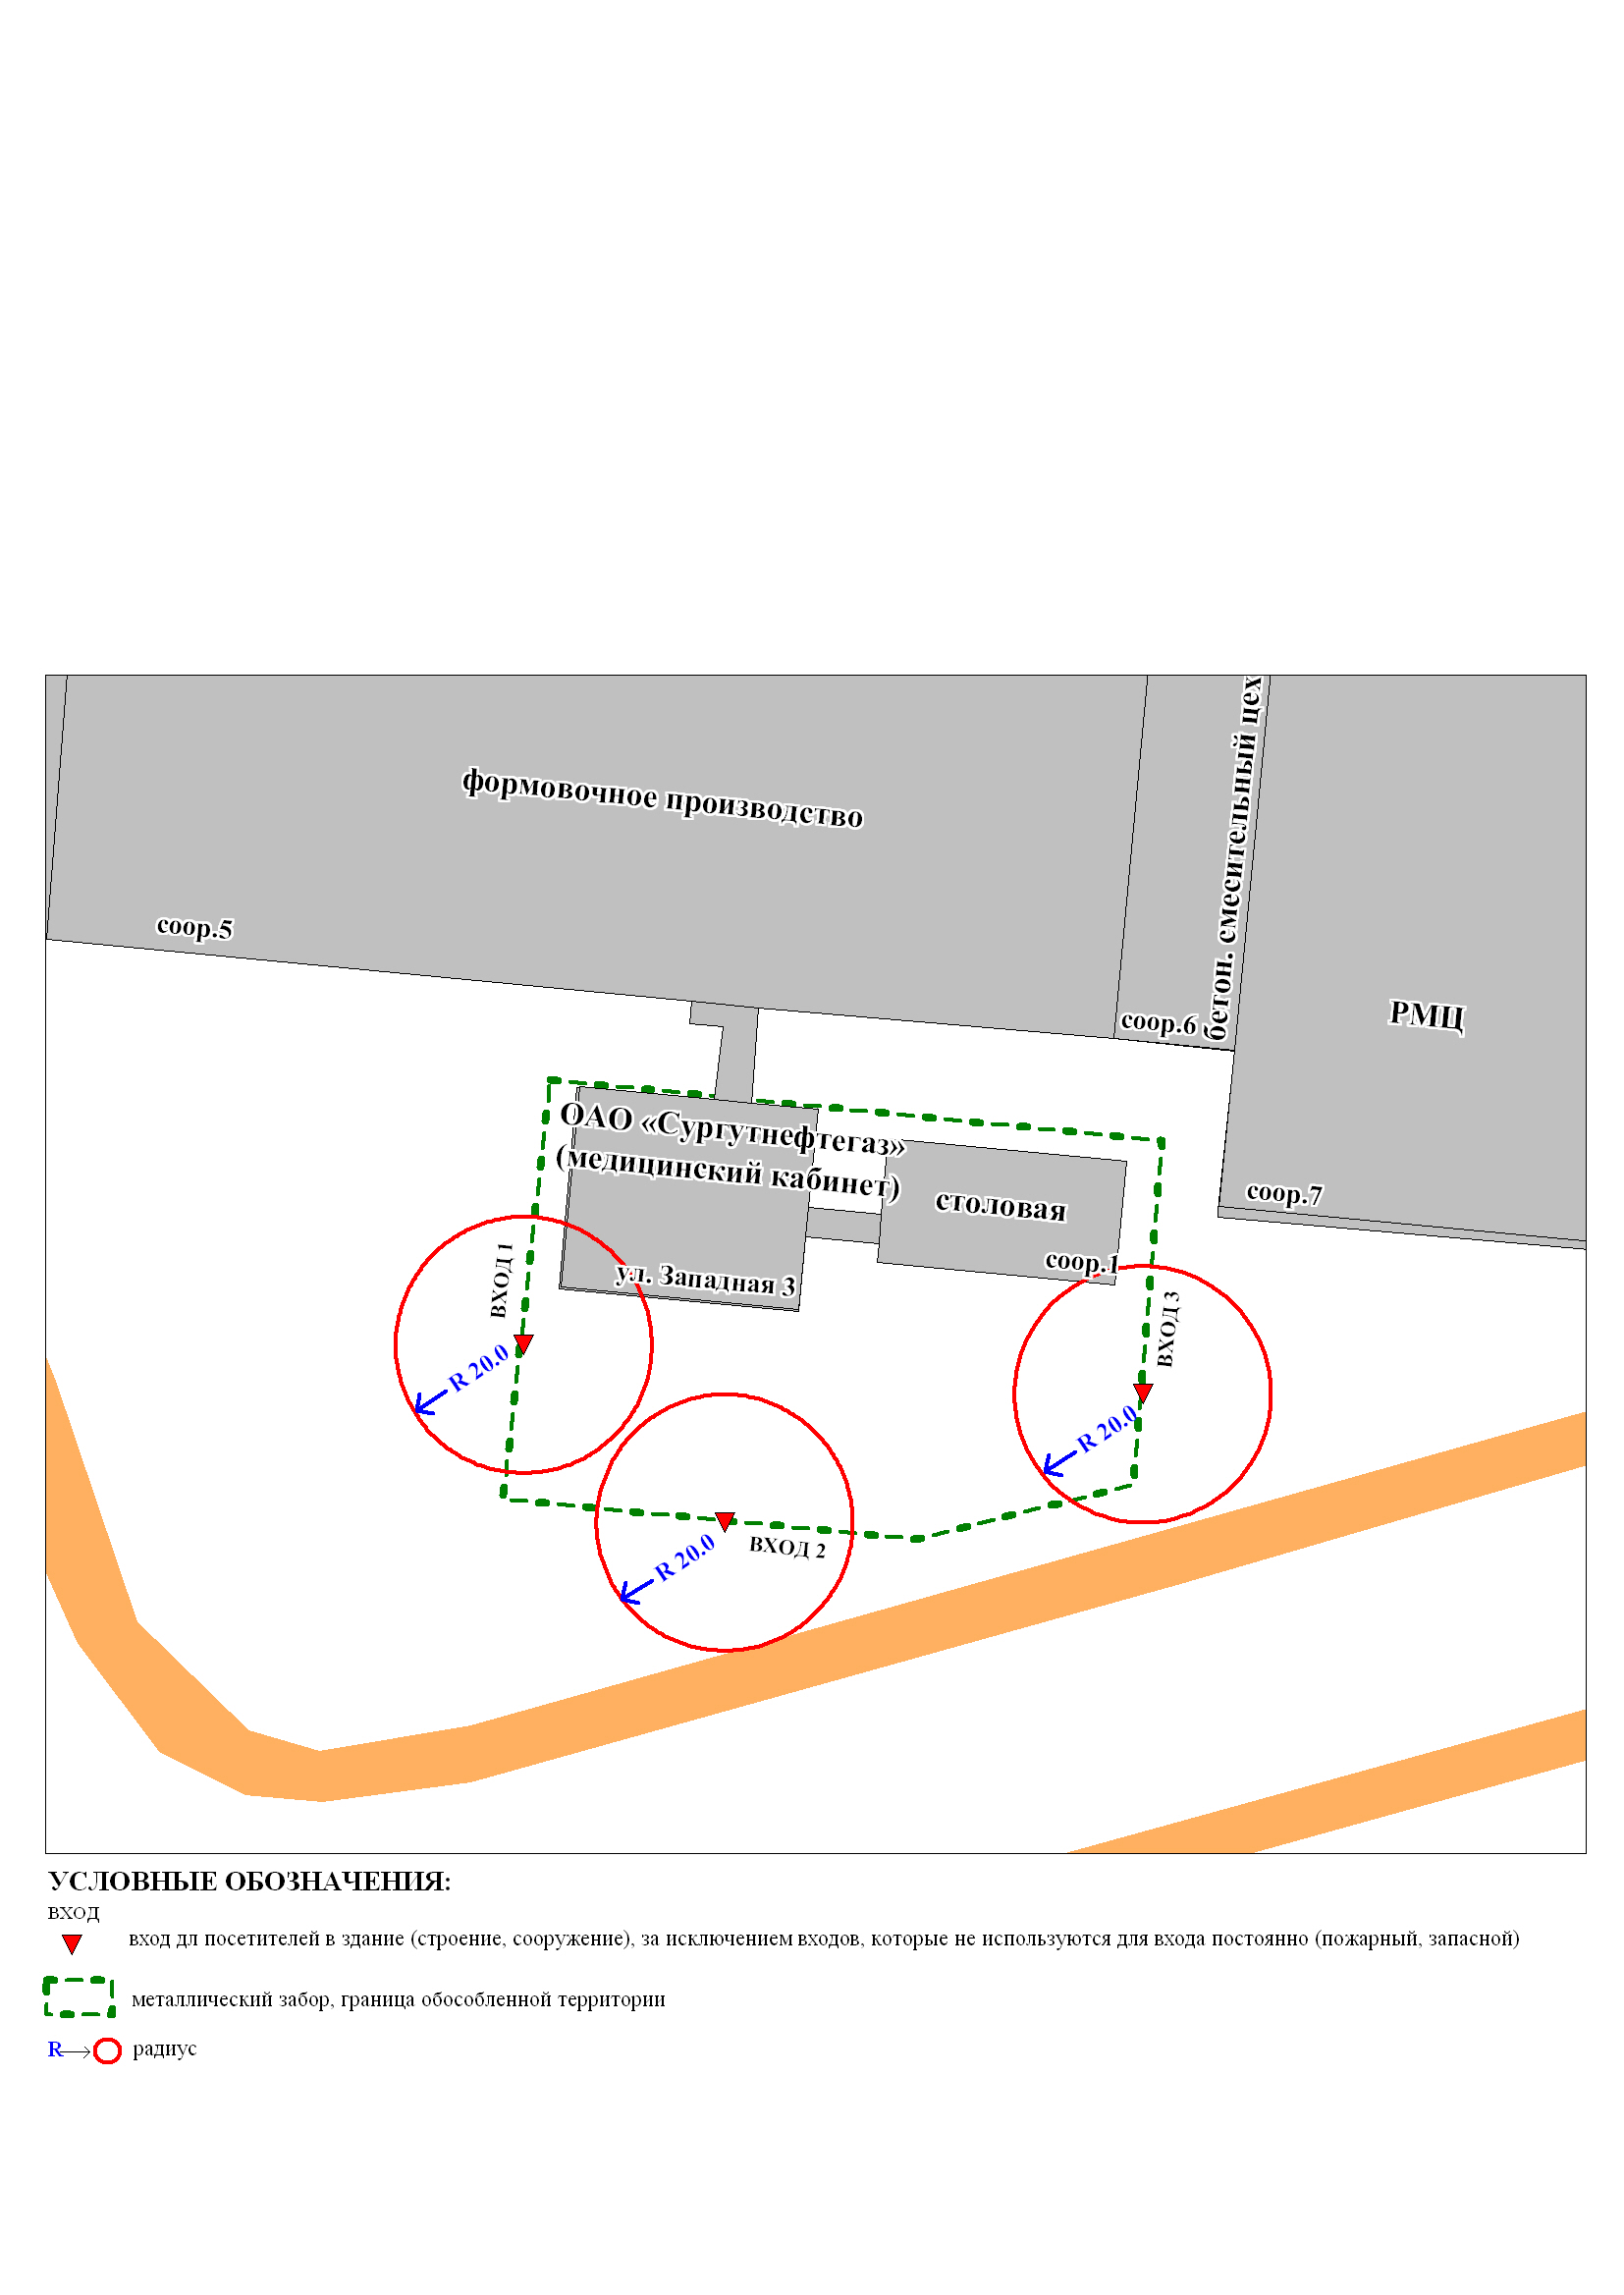 бетон. смесительный цех
формовочное производство
соор.5
РМЦ
соор.6
ОАО «Сургутнефтегаз»
(медицинский кабинет)
столовая
соор.7
соор.1
ул. Западная 3
ВХОД 1
R 20.0
ВХОД 3
R 20.0
ВХОД 2
R 20.0
УСЛОВНЫЕ ОБОЗНАЧЕНИЯ:
ВХОД
вход дл посетителей в здание (строение, сооружение), за исключением входов, которые не используются для входа постоянно (пожарный, запасной)
металлический забор, граница обособленной территории
R радиус